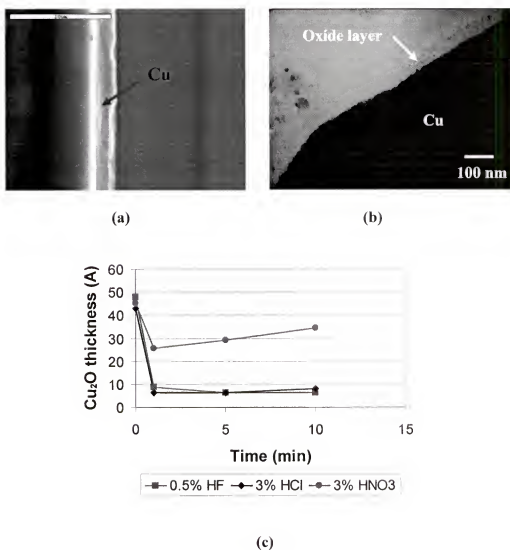 Cu
(a)
Oxide layer
Cu
100 nm
(b)
60
50
40
30
20
10
0
Cu₂O thickness (A)
0 5 10 15
Time (min)
0.5% HF 3% HCl 3% HNO3
(c)